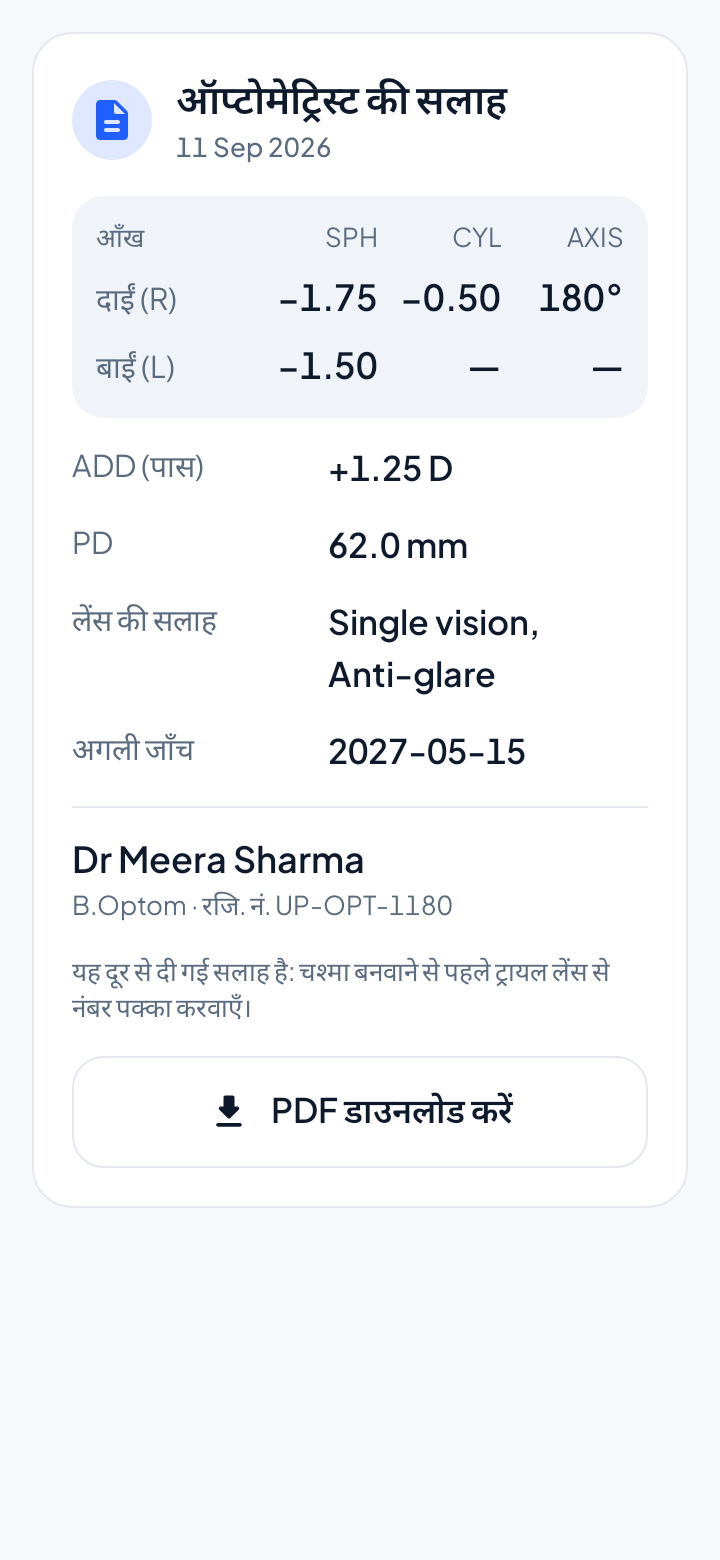 ऑप्टोमेट्रिस्ट की सलाह
11 Sep 2026
आँख SPH CYL AXIS
दाईं (R) −1.75 −0.50 180°
बाईं (L) −1.50 — —
ADD (पास) +1.25 D
PD 62.0 mm
लेंस की सलाह Single vision,
Anti-glare
अगली जाँच 2027-05-15
Dr Meera Sharma
B.Optom · रजि. नं. UP-OPT-1180
यह दूर से दी गई सलाह है: चश्मा बनवाने से पहले ट्रायल लेंस से
नंबर पक्का करवाएँ।
PDF डाउनलोड करें